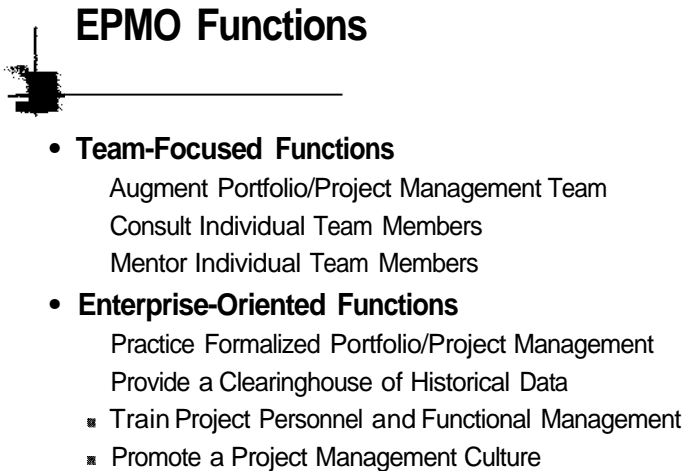 EPMO Functions
• Team-Focused Functions
Augment Portfolio/Project Management Team
Consult Individual Team Members
Mentor Individual Team Members
• Enterprise-Oriented Functions
Practice Formalized Portfolio/Project Management
Provide a Clearinghouse of Historical Data
▪ Train Project Personnel and Functional Management
▪ Promote a Project Management Culture